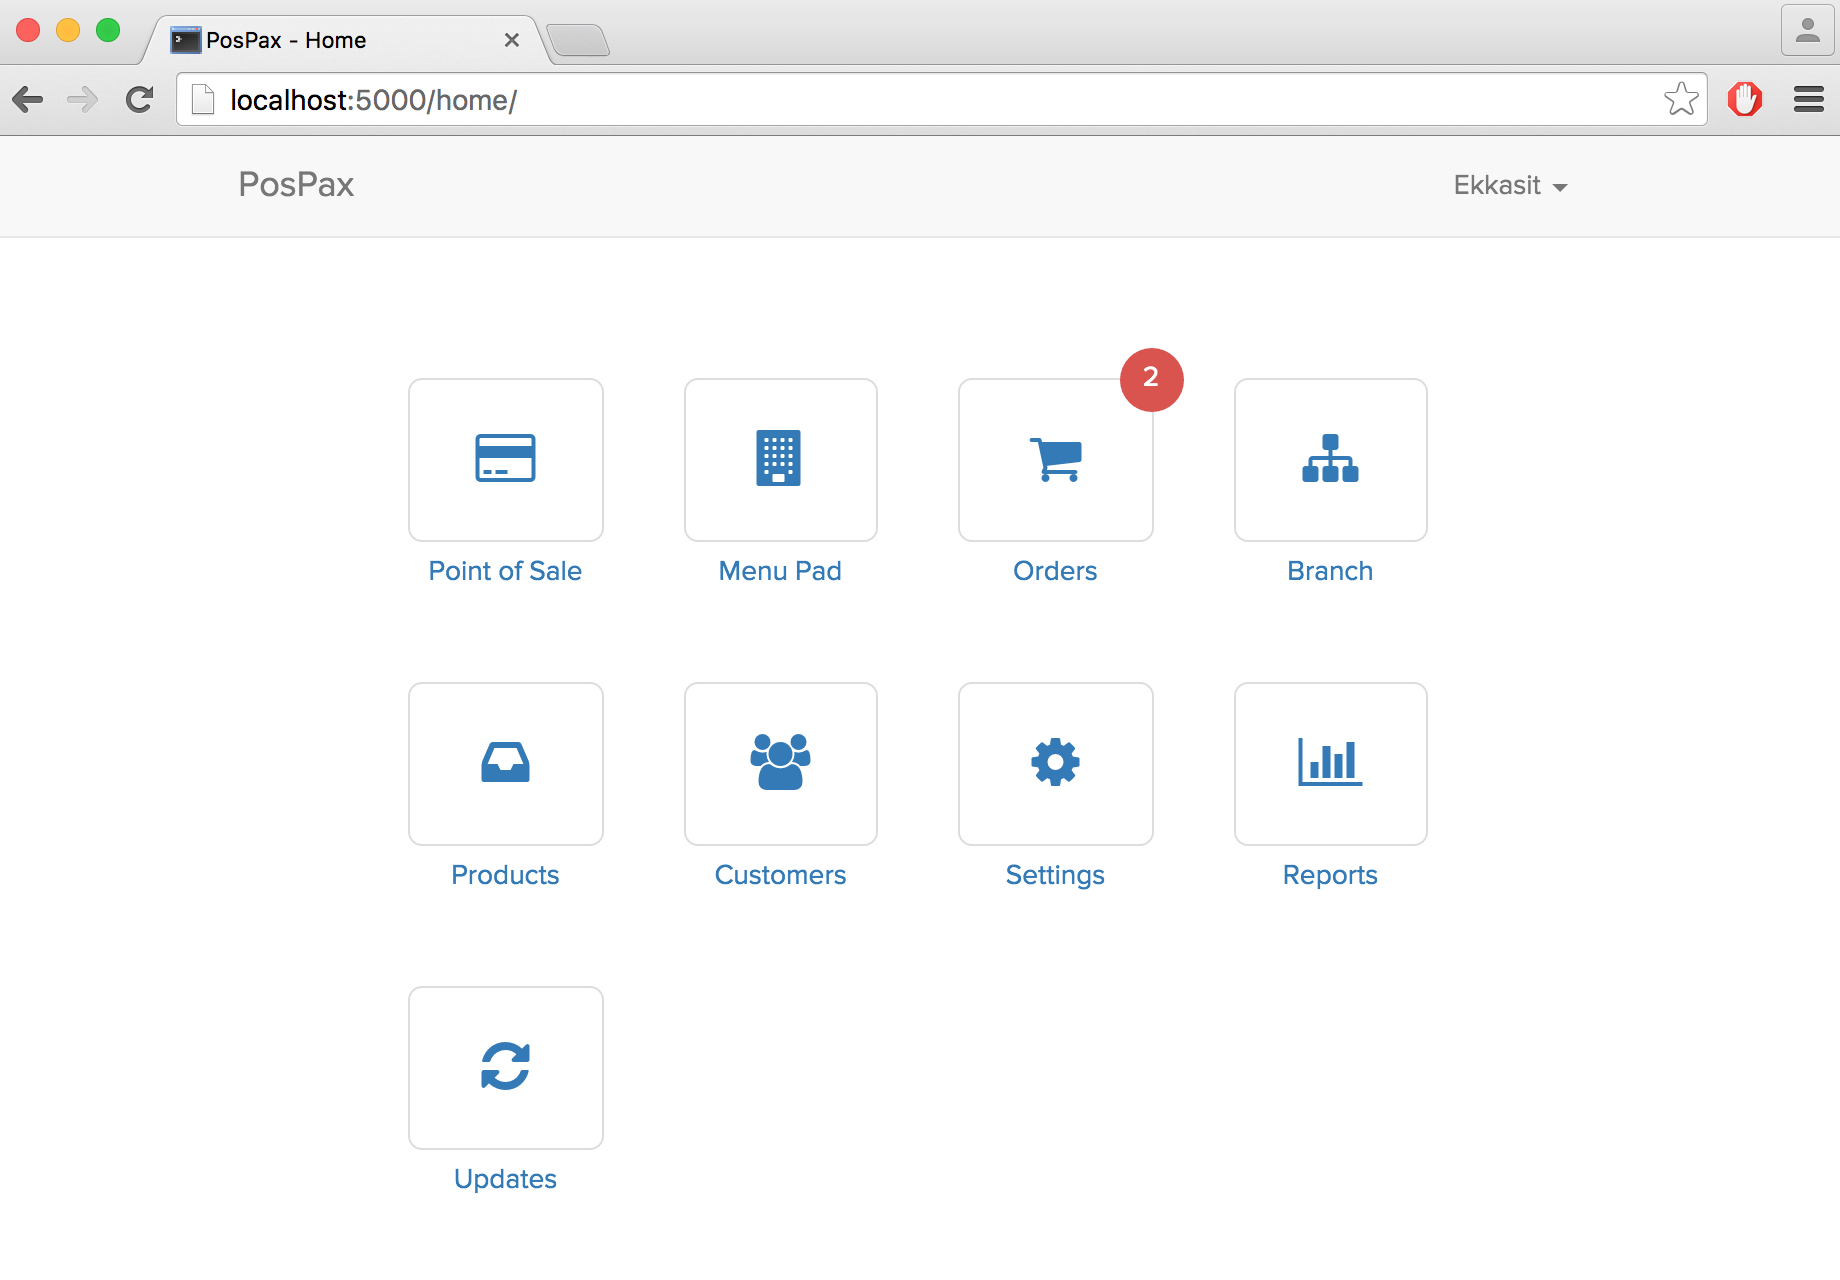 PosPax - Home
localhost:5000/home/
PosPax
Ekkasit
2
Point of Sale
Menu Pad
Orders
Branch
Products
Customers
Settings
Reports
Updates